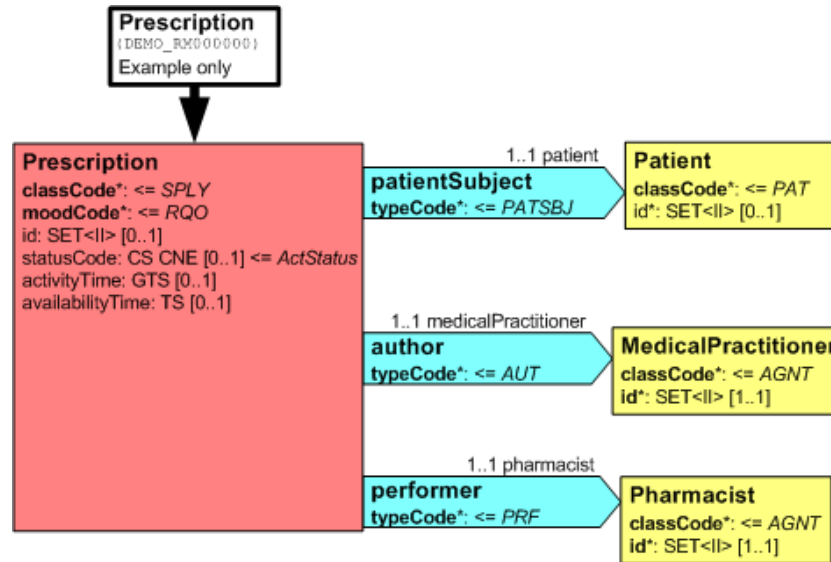 Prescription
{DEMO_RM000000}
Example only
Prescription
classCode*: <= SPLY
moodCode*: <= RQO
id: SET<II> [0..1]
statusCode: CS CNE [0..1] <= ActStatus
activityTime: GTS [0..1]
availabilityTime: TS [0..1]
1..1 patient
patientSubject
typeCode*: <= PATSBJ
Patient
classCode*: <= PAT
id*: SET<II> [0..1]
1..1 medicalPractitioner
author
typeCode*: <= AUT
MedicalPractitioner
classCode*: <= AGNT
id*: SET<II> [1..1]
1..1 pharmacist
performer
typeCode*: <= PRF
Pharmacist
classCode*: <= AGNT
id*: SET<II> [1..1]